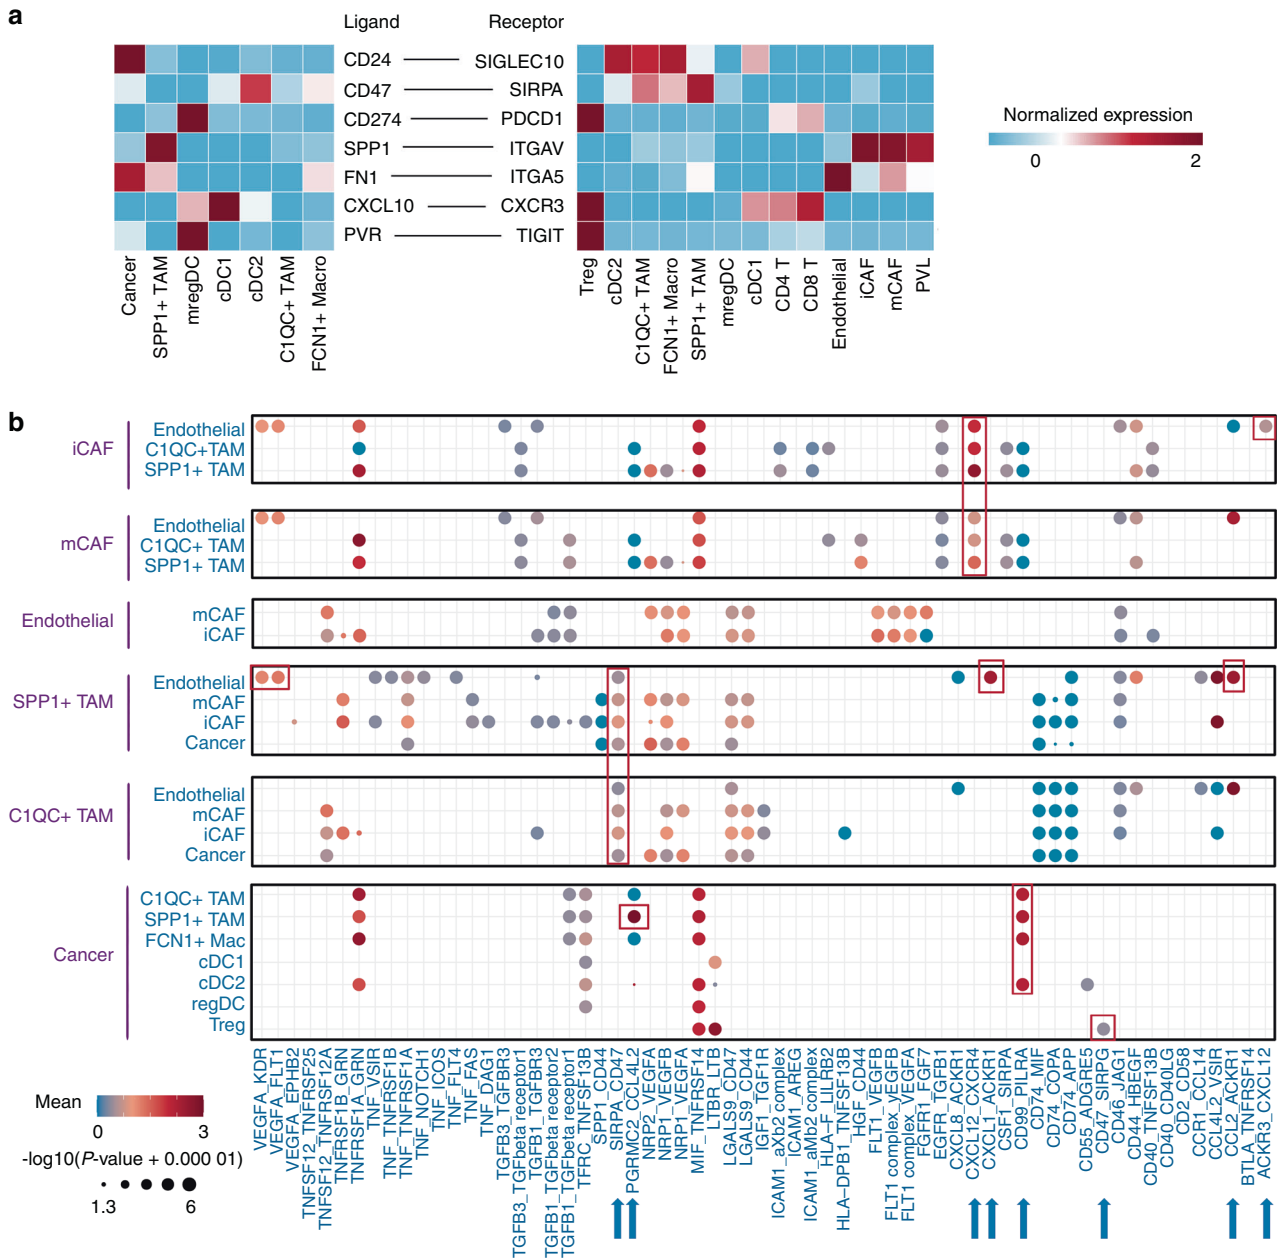 a
Ligand Receptor
CD24 SIGLEC10
CD47 SIRPA
CD274 PDCD1
SPP1 ITGAV
FN1 ITGA5
CXCL10 CXCR3
PVR TIGIT
Normalized expression
0 2
Cancer
SPP1+ TAM
mregDC
cDC1
cDC2
C1QC+ TAM
FCN1+ Macro
Treg
cDC2
C1QC+ TAM
FCN1+ Macro
SPP1+ TAM
mregDC
cDC1
CD4 T
CD8 T
Endothelial
iCAF
mCAF
PVL
b
iCAF
Endothelial
C1QC+TAM
SPP1+ TAM
mCAF
Endothelial
C1QC+ TAM
SPP1+ TAM
Endothelial
mCAF
iCAF
SPP1+ TAM
Endothelial
mCAF
iCAF
Cancer
C1QC+ TAM
Endothelial
mCAF
iCAF
Cancer
Cancer
C1QC+ TAM
SPP1+ TAM
FCN1+ Mac
cDC1
cDC2
regDC
Treg
VEGFA_KDR
VEGFA_FLT1
VEGFA_EPHB2
TNFSF12_TNFRSF25
TNFSF12_TNFRSF12A
TNFRSF1B_GRN
TNFRSF1A_GRN
TNF_VSIR
TNF_TNFRSF1B
TNF_TNFRSF1A
TNF_NOTCH1
TNF_ICOS
TNF_FLT4
TNF_FAS
TNF_DAG1
TGFB3_TGFBR3
TGFB3_TGFbeta receptor1
TGFB1_TGFBR3
TGFB1_TGFbeta receptor2
TGFB1_TGFbeta receptor1
TFRC_TNFSF13B
SPP1_CD44
SIRPA_CD47
PGRMC2_CCL4L2
NRP2_VEGFA
NRP1_VEGFB
NRP1_VEGFA
MIF_TNFRSF14
LTBR_LTB
LGALS9_CD47
LGALS9_CD44
IGF1_TGF1R
ICAM1_aXb2 complex
ICAM1_AREG
ICAM1_aMb2 complex
HLA-F_LILRB2
HLA-DPB1_TNFSF13B
HGF_CD44
FLT1_VEGFB
FLT1 complex_VEGFB
FLT1 complex_VEGFA
FGFR1_FGF7
EGFR_TGFB1
CXCL8_ACKR1
CXCL12_CXCR4
CXCL1_ACKR1
CSF1_SIRPA
CD99_PILRA
CD74_MIF
CD74_COPA
CD74_APP
CD55_ADGRE5
CD47_SIRPG
CD46_JAG1
CD44_HBEGF
CD40_TNFSF13B
CD40_CD40LG
CD2_CD58
CCR1_CCL14
CCL4L2_VSIR
CCL2_ACKR1
BTLA_TNFRSF14
ACKR3_CXCL12
Mean
0 3
-log10(P-value + 0.000 01)
1.3 6